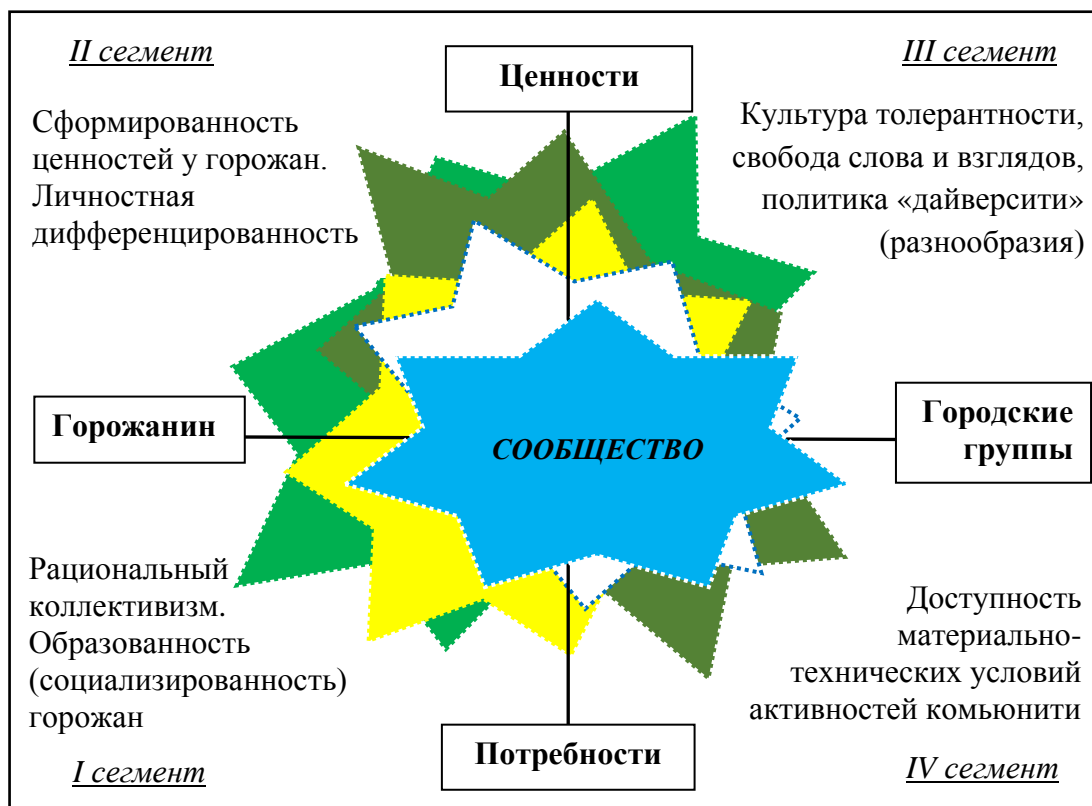 II сегмент
III сегмент
Ценности
Сформированность
ценностей у горожан.
Личностная
дифференцированность
Культура толерантности,
свобода слова и взглядов,
политика «дайверсити»
(разнообразия)
Горожанин
СООБЩЕСТВО
Городские
группы
Рациональный
коллективизм.
Образованность
(социализированность)
горожан
Доступность
материально-
технических условий
активностей комьюнити
Потребности
I сегмент
IV сегмент